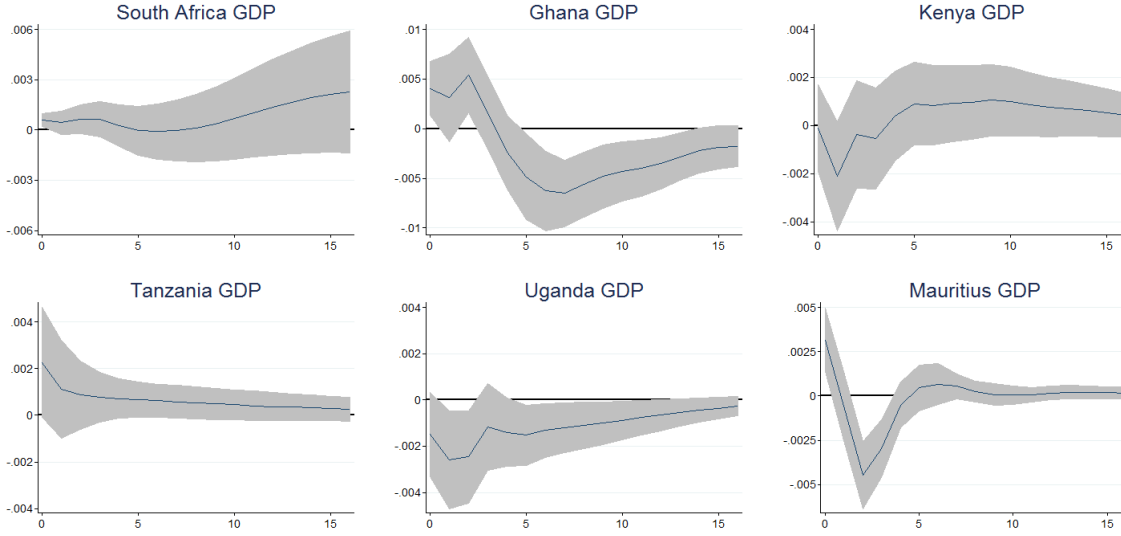 South Africa GDP
.006
.003
0
-.003
-.006
0 5 10 15
Ghana GDP
.01
.005
0
-.005
-.01
0 5 10 15
Kenya GDP
.004
.002
0
-.002
-.004
0 5 10 15
Tanzania GDP
.004
.002
0
-.002
-.004
0 5 10 15
Uganda GDP
.004
.002
0
-.002
-.004
0 5 10 15
Mauritius GDP
.005
.0025
0
-.0025
-.005
0 5 10 15